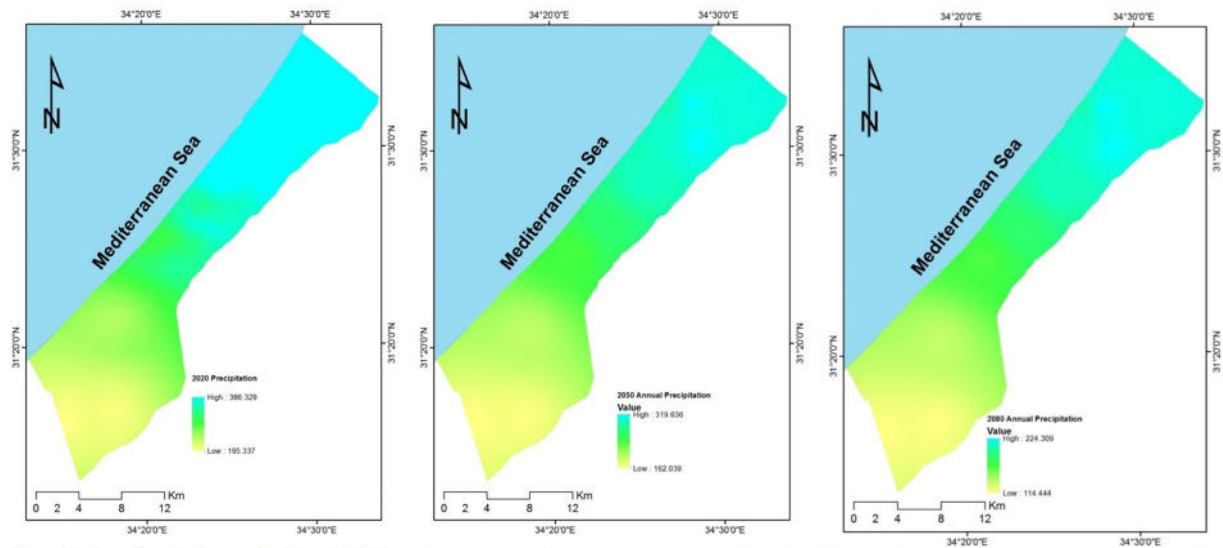 34°20'0"E 34°30'0"E
N
Mediterranean Sea
31°30'0"N
31°30'0"N
31°20'0"N
31°20'0"N
2020 Precipitation
High : 386.329
Low : 195.337
Km
0 2 4 8 12
34°20'0"E 34°30'0"E
34°20'0"E 34°30'0"E
N
Mediterranean Sea
31°30'0"N
31°30'0"N
31°20'0"N
31°20'0"N
2050 Annual Precipitation
Value
High : 319.636
Low : 162.039
Km
0 2 4 8 12
34°20'0"E 34°30'0"E
34°20'0"E 34°30'0"E
N
Mediterranean Sea
31°30'0"N
31°30'0"N
31°20'0"N
31°20'0"N
2080 Annual Precipitation
Value
High : 224.309
Low : 114.444
Km
0 2 4 8 12
34°20'0"E 34°30'0"E